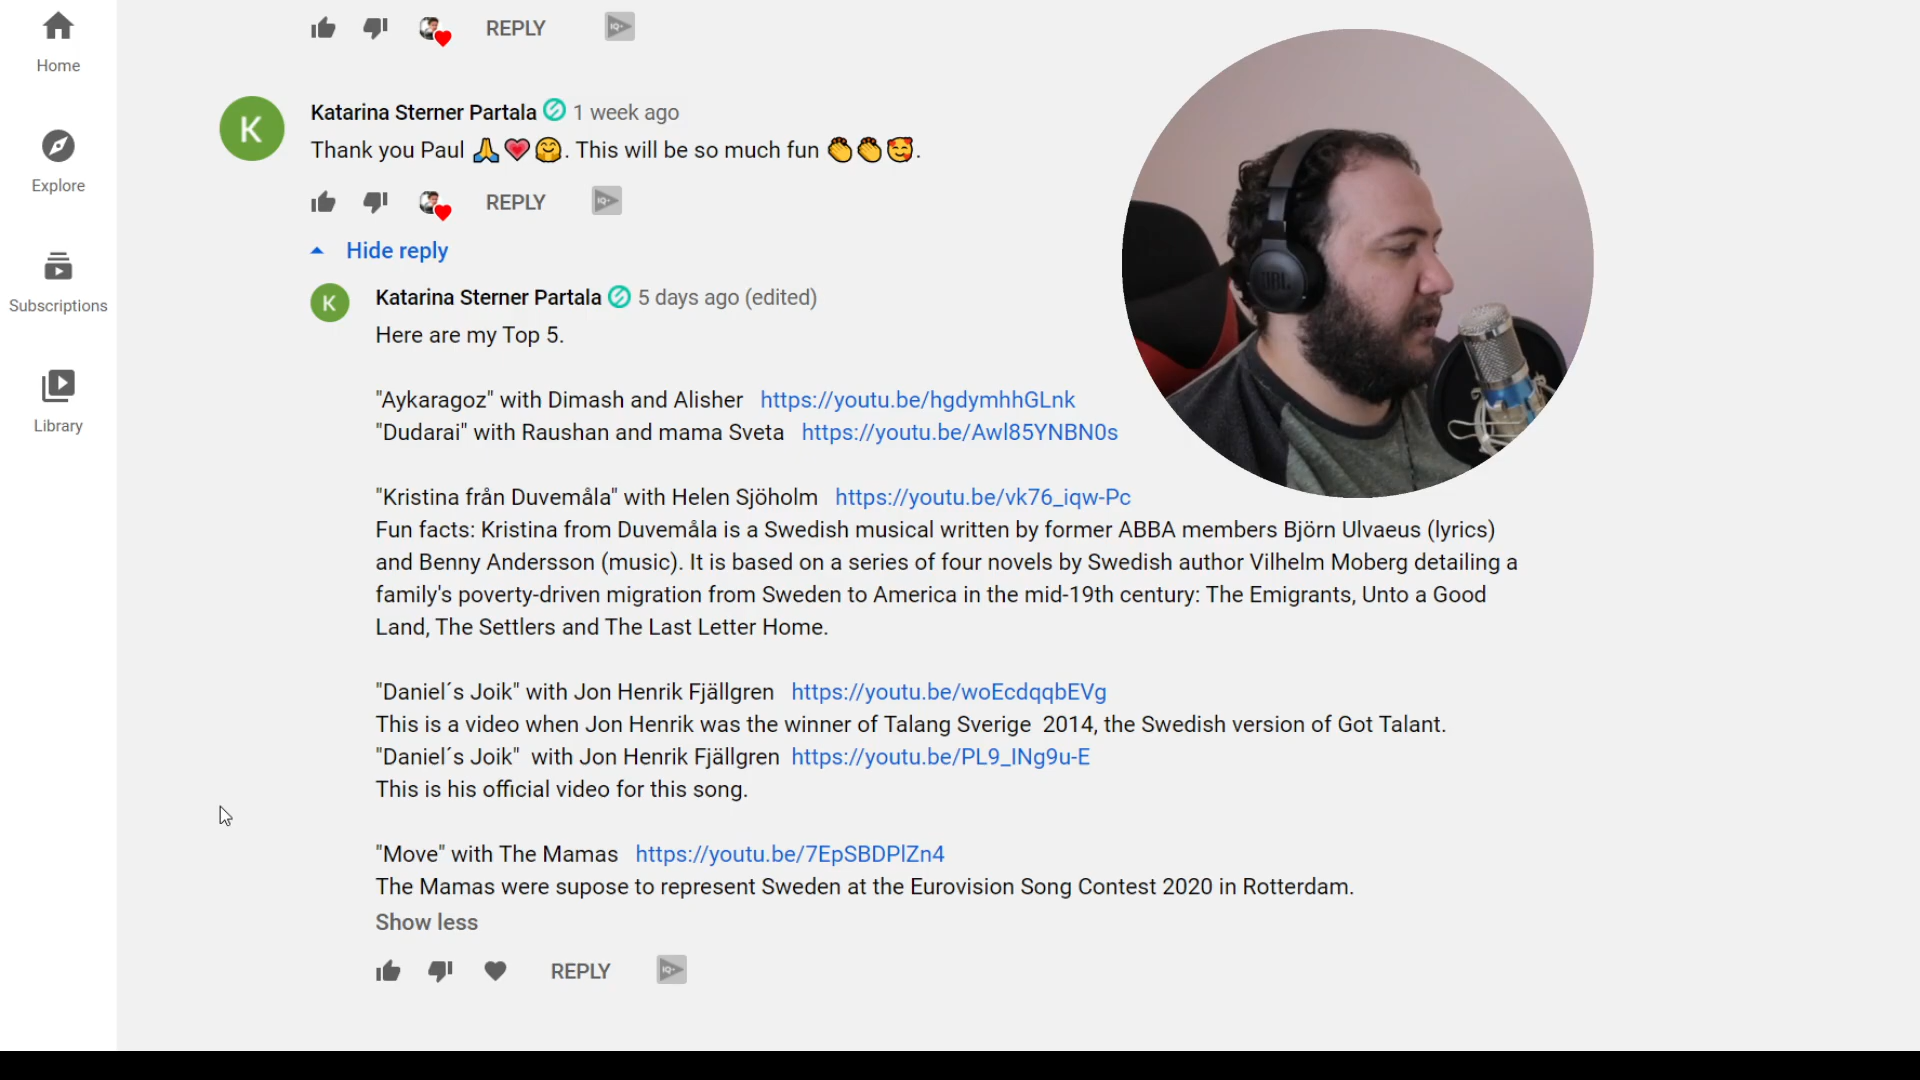 REPLY
Home
Katarina Sterner Partala 1 week ago
Thank you Paul 🙏💗🤗. This will be so much fun 👏👏🥰.
Explore
REPLY
Hide reply
Subscriptions
Katarina Sterner Partala 5 days ago (edited)
Here are my Top 5.
"Aykaragoz" with Dimash and Alisher https://youtu.be/hgdymhhGLnk
Library
"Dudarai" with Raushan and mama Sveta https://youtu.be/Awl85YNBN0s
"Kristina från Duvemåla" with Helen Sjöholm https://youtu.be/vk76_iqw-Pc
Fun facts: Kristina from Duvemåla is a Swedish musical written by former ABBA members Björn Ulvaeus (lyrics)
and Benny Andersson (music). It is based on a series of four novels by Swedish author Vilhelm Moberg detailing a
family's poverty-driven migration from Sweden to America in the mid-19th century: The Emigrants, Unto a Good
Land, The Settlers and The Last Letter Home.
"Daniel´s Joik" with Jon Henrik Fjällgren https://youtu.be/woEcdqqbEVg
This is a video when Jon Henrik was the winner of Talang Sverige 2014, the Swedish version of Got Talant.
"Daniel´s Joik" with Jon Henrik Fjällgren https://youtu.be/PL9_lNg9u-E
This is his official video for this song.
"Move" with The Mamas https://youtu.be/7EpSBDPlZn4
The Mamas were supose to represent Sweden at the Eurovision Song Contest 2020 in Rotterdam.
Show less
REPLY
K
K
JBL
IQ+
IQ+
IQ+